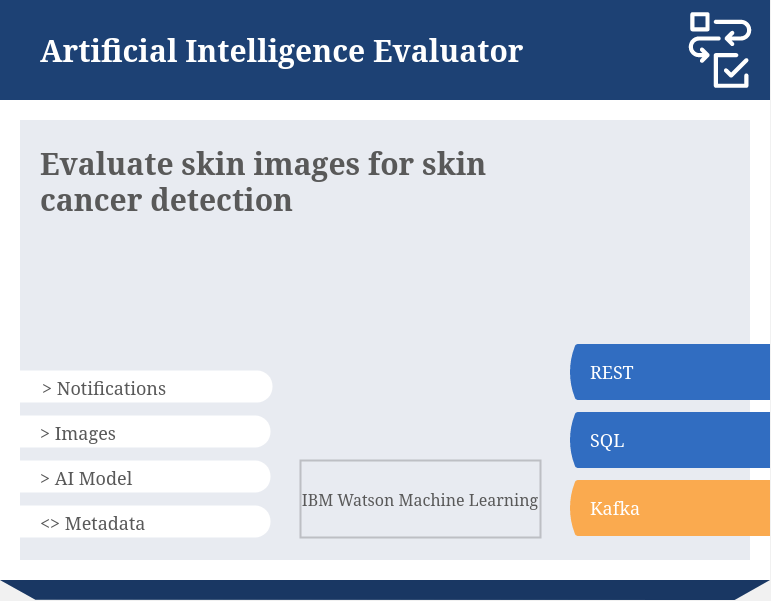 Artificial Intelligence Evaluator
Evaluate skin images for skin
cancer detection
> Notifications
> Images
> AI Model
<> Metadata
IBM Watson Machine Learning
REST
SQL
Kafka